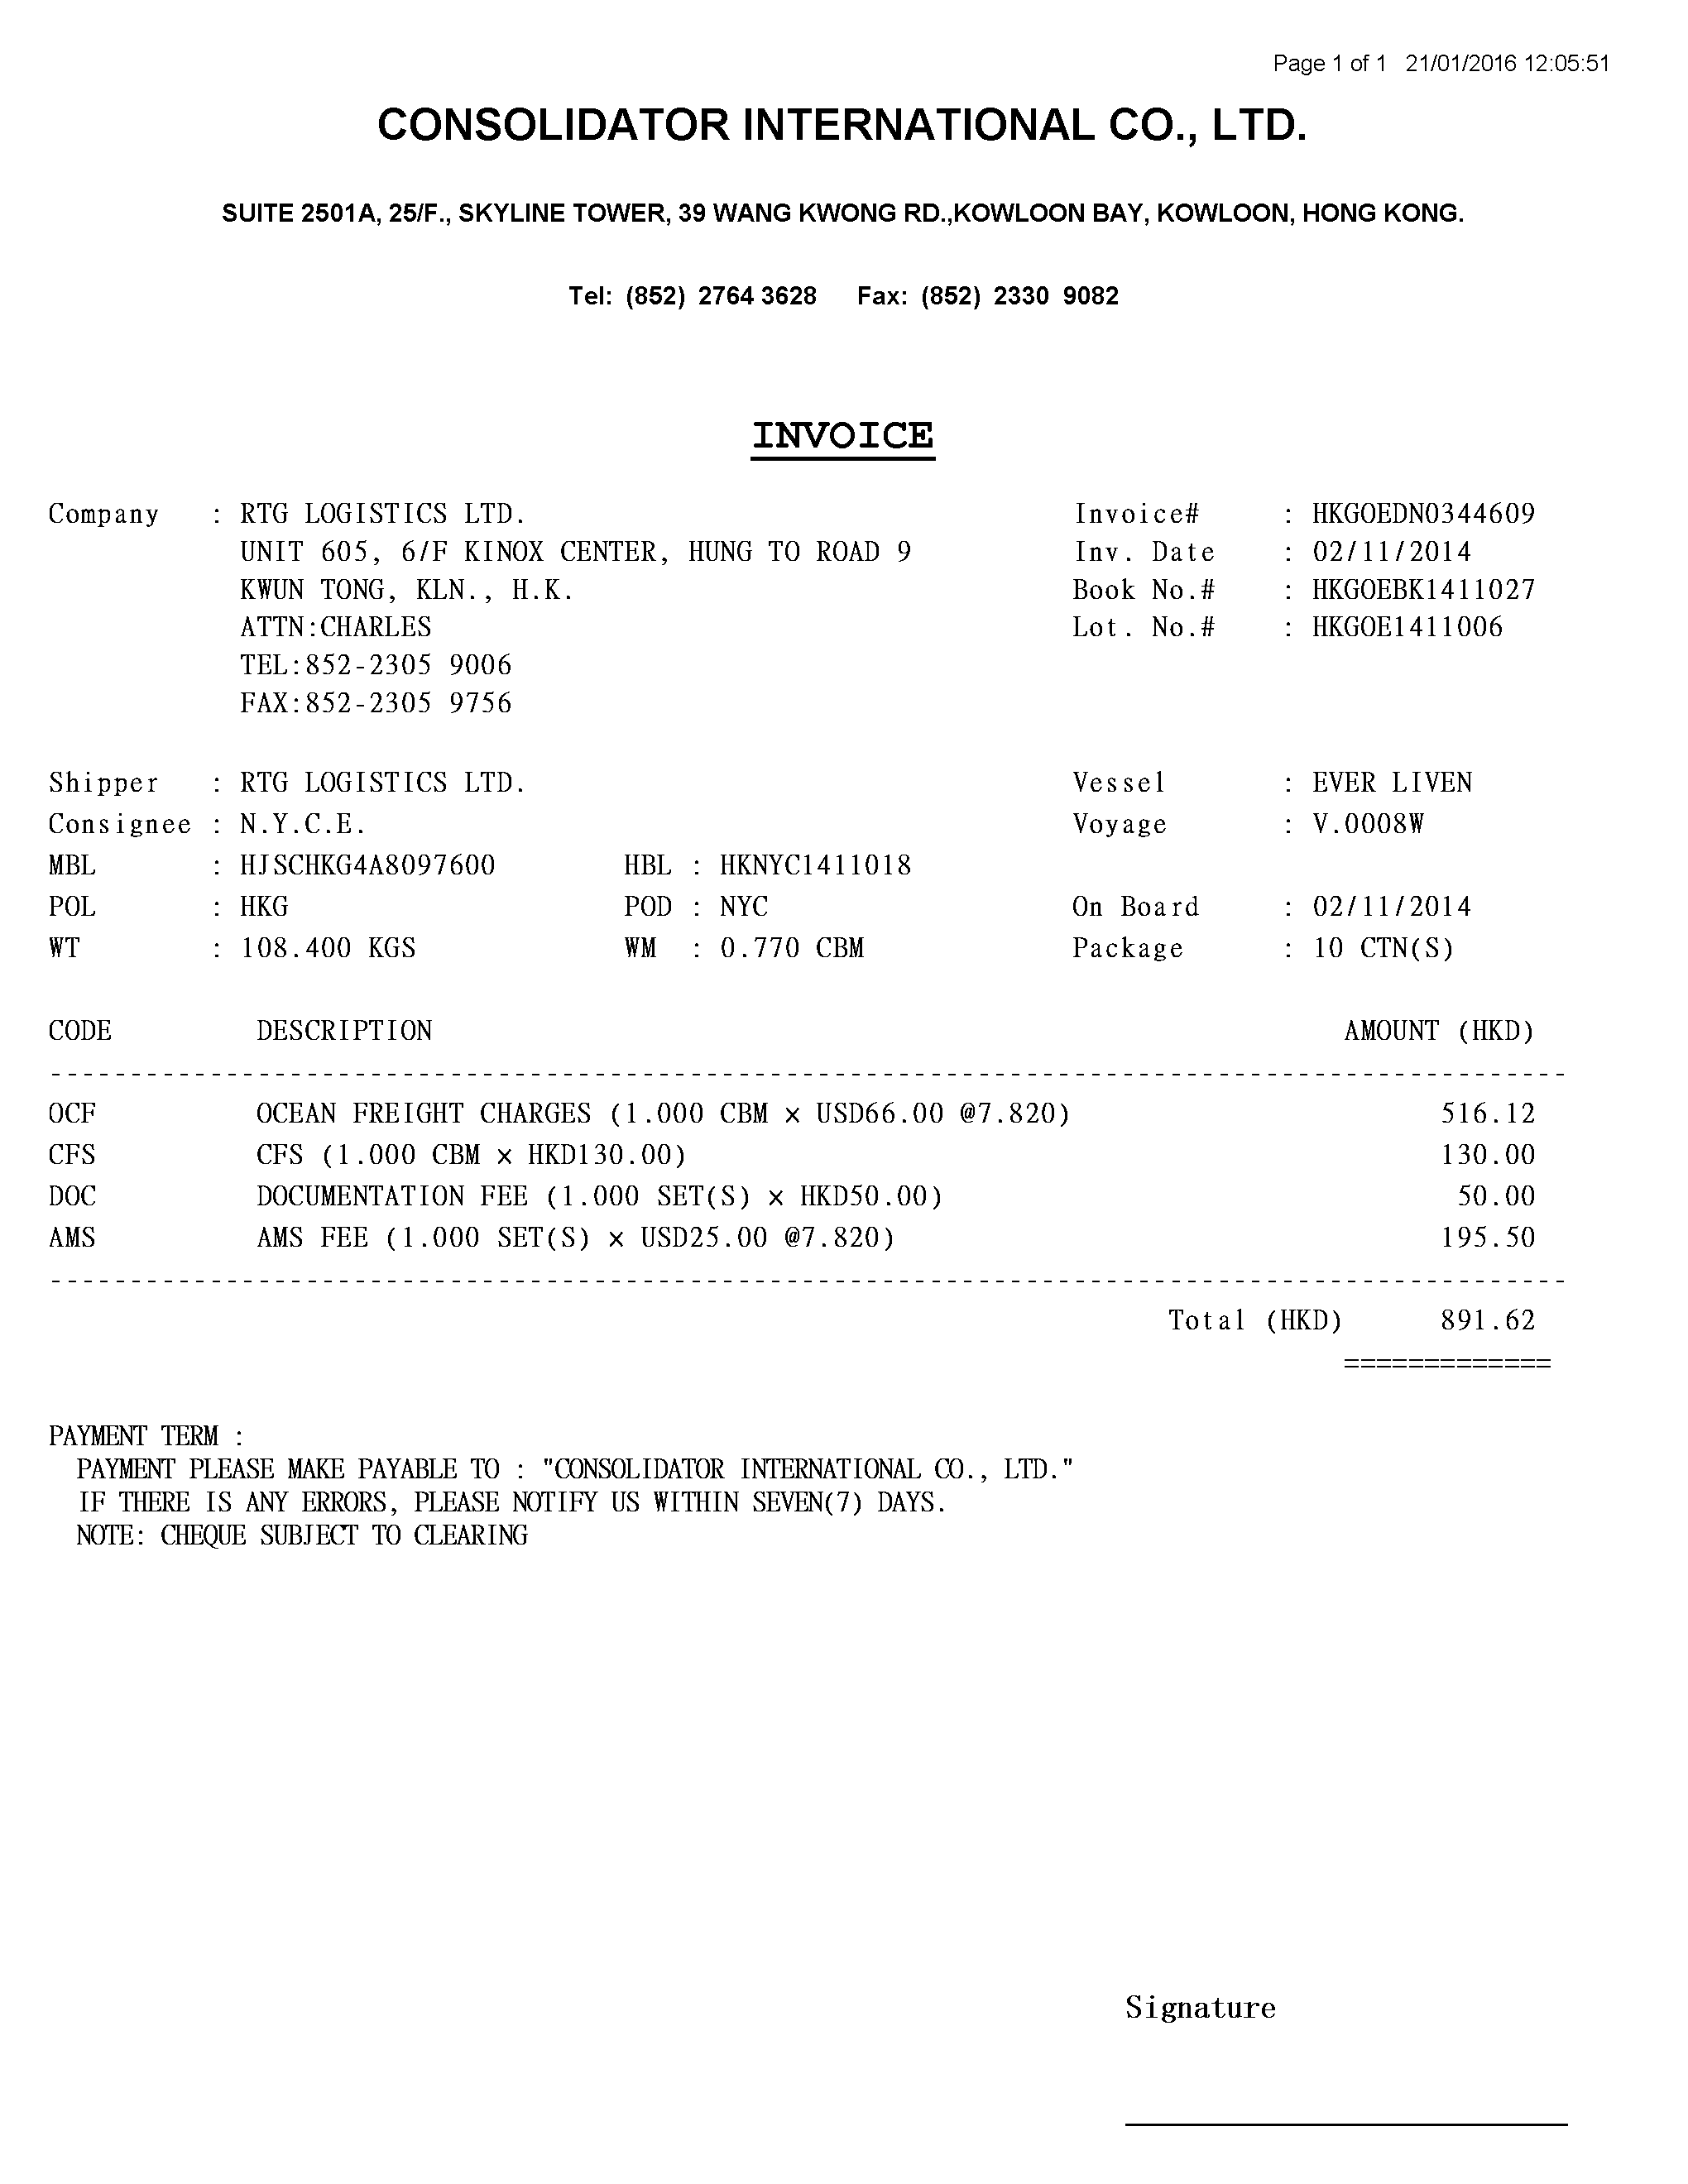 Page 1 of 1 21/01/2016 12:05:51
CONSOLIDATOR INTERNATIONAL CO., LTD.
SUITE 2501A, 25/F., SKYLINE TOWER, 39 WANG KWONG RD.,KOWLOON BAY, KOWLOON, HONG KONG.
Tel: (852) 2764 3628 Fax: (852) 2330 9082
INVOICE
Company : RTG LOGISTICS LTD. Invoice# : HKGOEDN0344609
UNIT 605, 6/F KINOX CENTER, HUNG TO ROAD 9 Inv. Date : 02/11/2014
KWUN TONG, KLN., H.K. Book No.# : HKGOEBK1411027
ATTN:CHARLES Lot. No.# : HKGOE1411006
TEL:852-2305 9006
FAX:852-2305 9756
Shipper : RTG LOGISTICS LTD. Vessel : EVER LIVEN
Consignee : N.Y.C.E. Voyage : V.0008W
MBL : HJSCHKG4A8097600 HBL : HKNYC1411018
POL : HKG POD : NYC On Board : 02/11/2014
WT : 108.400 KGS WM : 0.770 CBM Package : 10 CTN(S)
CODE DESCRIPTION AMOUNT (HKD)
OCF OCEAN FREIGHT CHARGES (1.000 CBM × USD66.00 @7.820) 516.12
CFS CFS (1.000 CBM × HKD130.00) 130.00
DOC DOCUMENTATION FEE (1.000 SET(S) × HKD50.00) 50.00
AMS AMS FEE (1.000 SET(S) × USD25.00 @7.820) 195.50
Total (HKD) 891.62
=============
PAYMENT TERM :
PAYMENT PLEASE MAKE PAYABLE TO : "CONSOLIDATOR INTERNATIONAL CO., LTD."
IF THERE IS ANY ERRORS, PLEASE NOTIFY US WITHIN SEVEN(7) DAYS.
NOTE: CHEQUE SUBJECT TO CLEARING
Signature